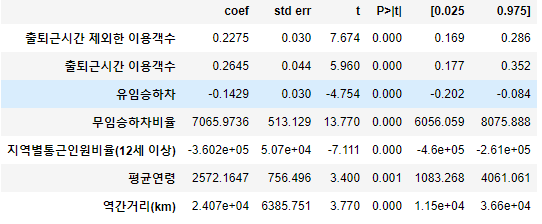 coef std err t P>|t| [0.025 0.975]
출퇴근시간 제외한 이용객수 0.2275 0.030 7.674 0.000 0.169 0.286
출퇴근시간 이용객수 0.2645 0.044 5.960 0.000 0.177 0.352
유임승하차 -0.1429 0.030 -4.754 0.000 -0.202 -0.084
무임승하차비율 7065.9736 513.129 13.770 0.000 6056.059 8075.888
지역별통근인원비율(12세 이상) -3.602e+05 5.07e+04 -7.111 0.000 -4.6e+05 -2.61e+05
평균연령 2572.1647 756.496 3.400 0.001 1083.268 4061.061
역간거리(km) 2.407e+04 6385.751 3.770 0.000 1.15e+04 3.66e+04